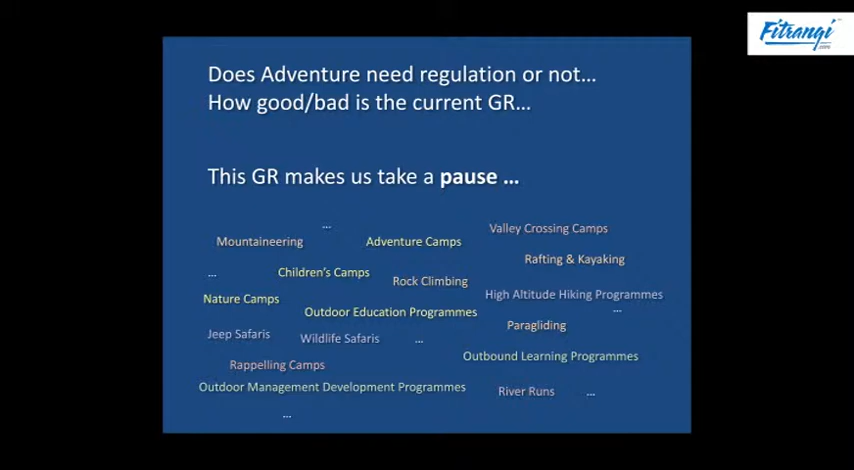 Fitrangi
.com
Does Adventure need regulation or not...
How good/bad is the current GR...
This GR makes us take a pause ...
...
Valley Crossing Camps
Mountaineering
Adventure Camps
Rafting & Kayaking
...
Children's Camps
Rock Climbing
High Altitude Hiking Programmes
Nature Camps
Outdoor Education Programmes
...
Paragliding
Jeep Safaris
Wildlife Safaris
...
Outbound Learning Programmes
Rappelling Camps
Outdoor Management Development Programmes
River Runs
...
...